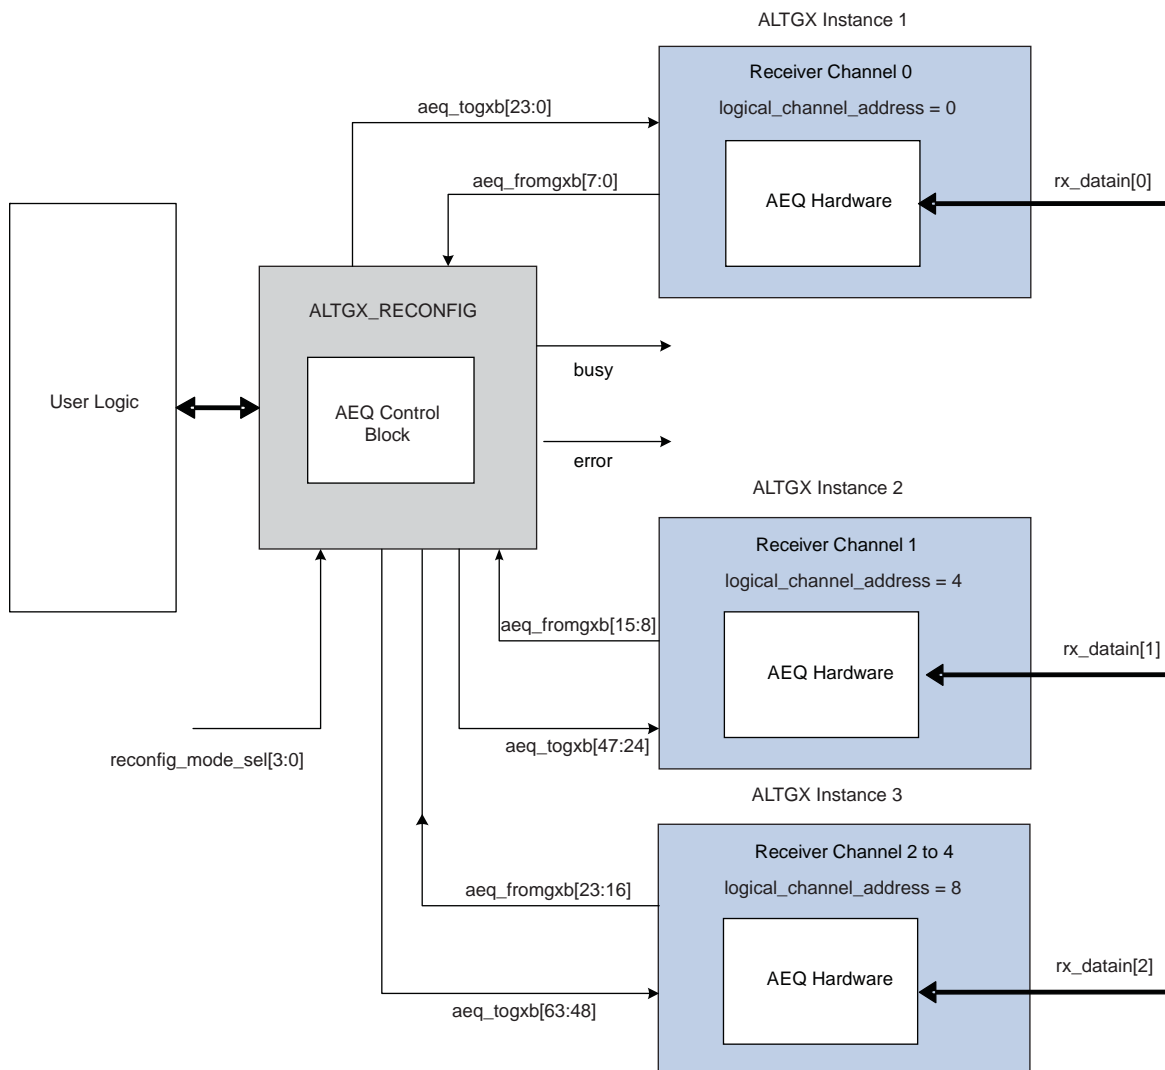 ALTGX Instance 1
Receiver Channel 0
aeq_togxb[23:0]
logical_channel_address = 0
aeq_fromgxb[7:0]
AEQ Hardware
rx_datain[0]
ALTGX_RECONFIG
busy
User Logic
AEQ Control
Block
error
ALTGX Instance 2
Receiver Channel 1
logical_channel_address = 4
aeq_fromgxb[15:8]
rx_datain[1]
AEQ Hardware
aeq_togxb[47:24]
reconfig_mode_sel[3:0]
ALTGX Instance 3
Receiver Channel 2 to 4
aeq_fromgxb[23:16]
logical_channel_address = 8
rx_datain[2]
AEQ Hardware
aeq_togxb[63:48]